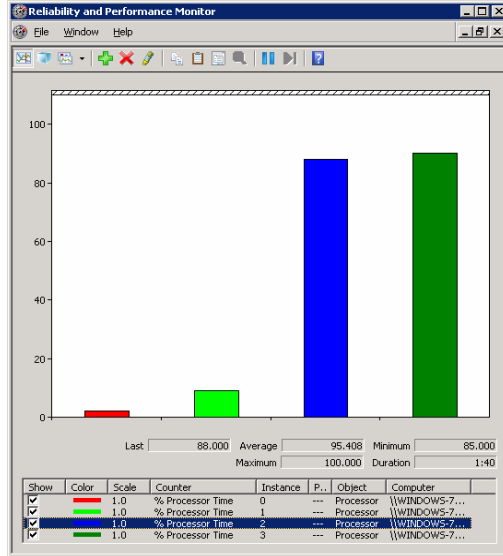 Reliability and Performance Monitor
File Window Help
100
80
60
40
20
0
Last 88.000 Average 95.408 Minimum 85.000
Maximum 100.000 Duration 1:40
Show Color Scale Counter Instance P... Object Computer
1.0 % Processor Time 0 --- Processor \\WINDOWS-7...
1.0 % Processor Time 1 --- Processor \\WINDOWS-7...
1.0 % Processor Time 2 --- Processor \\WINDOWS-7...
1.0 % Processor Time 3 --- Processor \\WINDOWS-7...